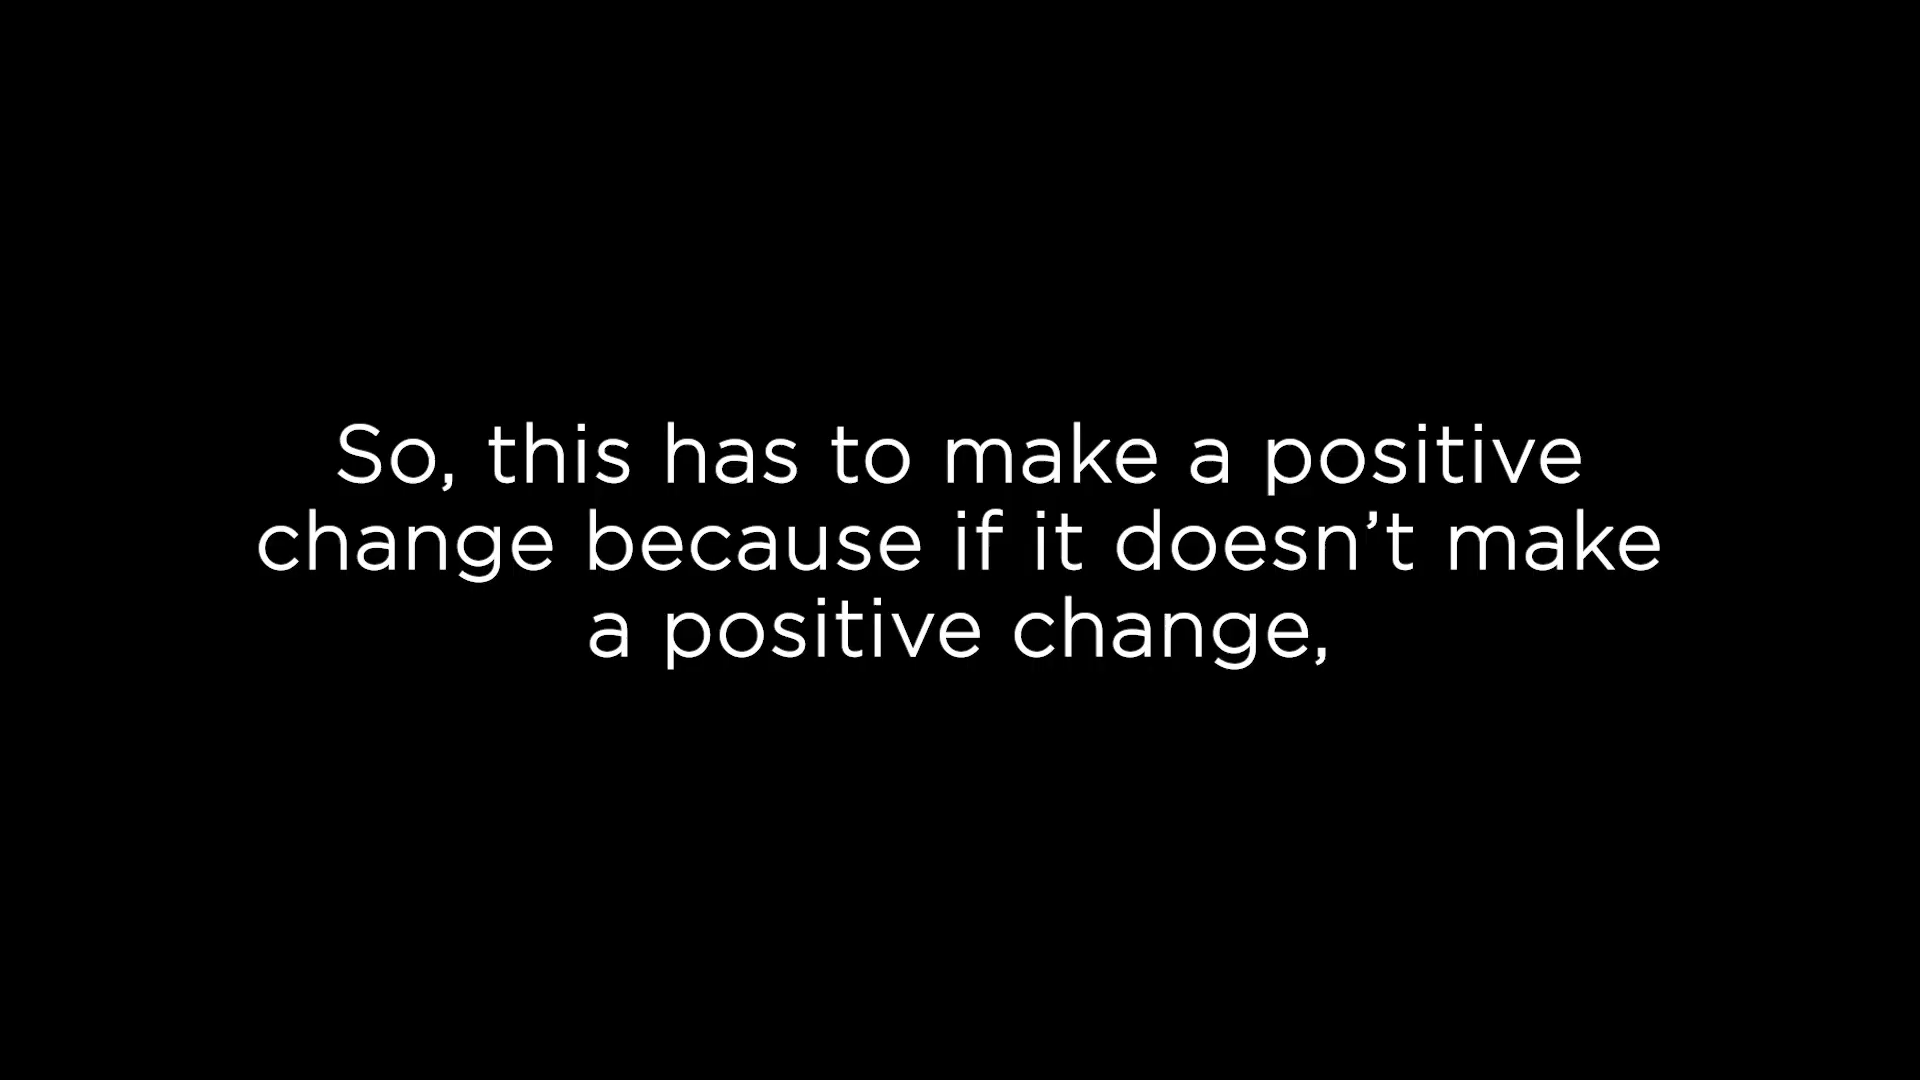 So, this has to make a positive
change because if it doesn’t make
a positive change,